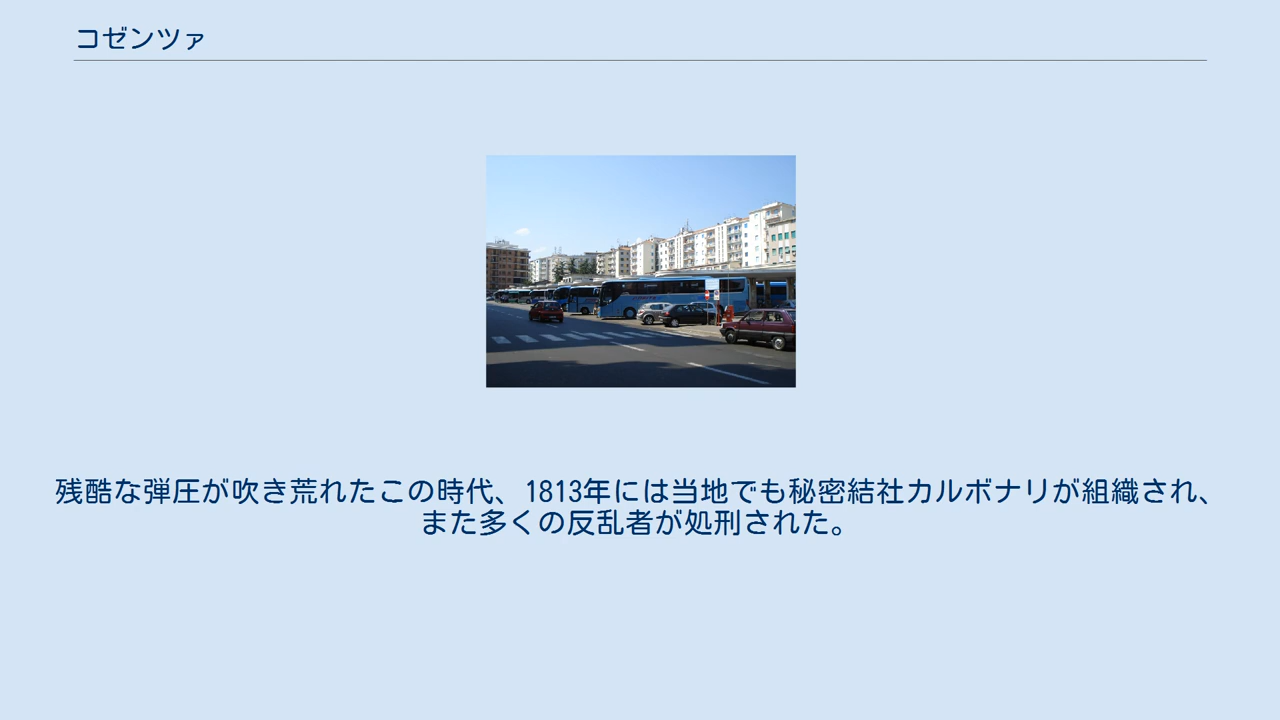 コゼンツァ
残酷な弾圧が吹き荒れたこの時代、1813年には当地でも秘密結社カルボナリが組織され、
また多くの反乱者が処刑された。